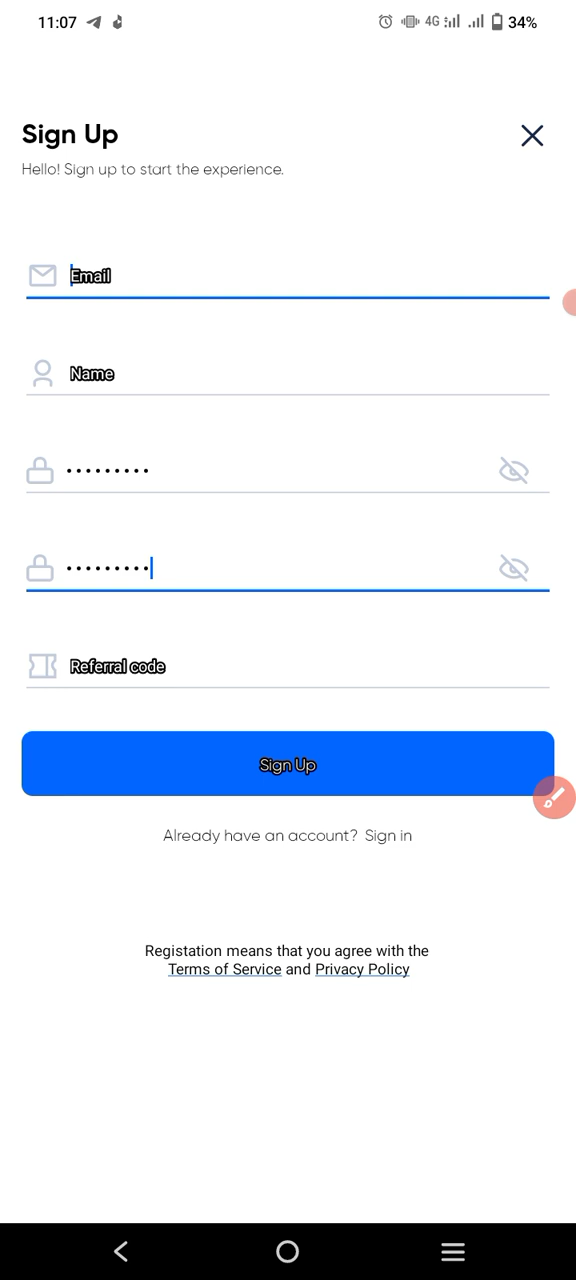 11:07 4G 34%
Sign Up
Hello! Sign up to start the experience.
Email
Name
•••••••••
•••••••••
Referral code
Sign Up
Already have an account? Sign in
Registation means that you agree with the
Terms of Service and Privacy Policy